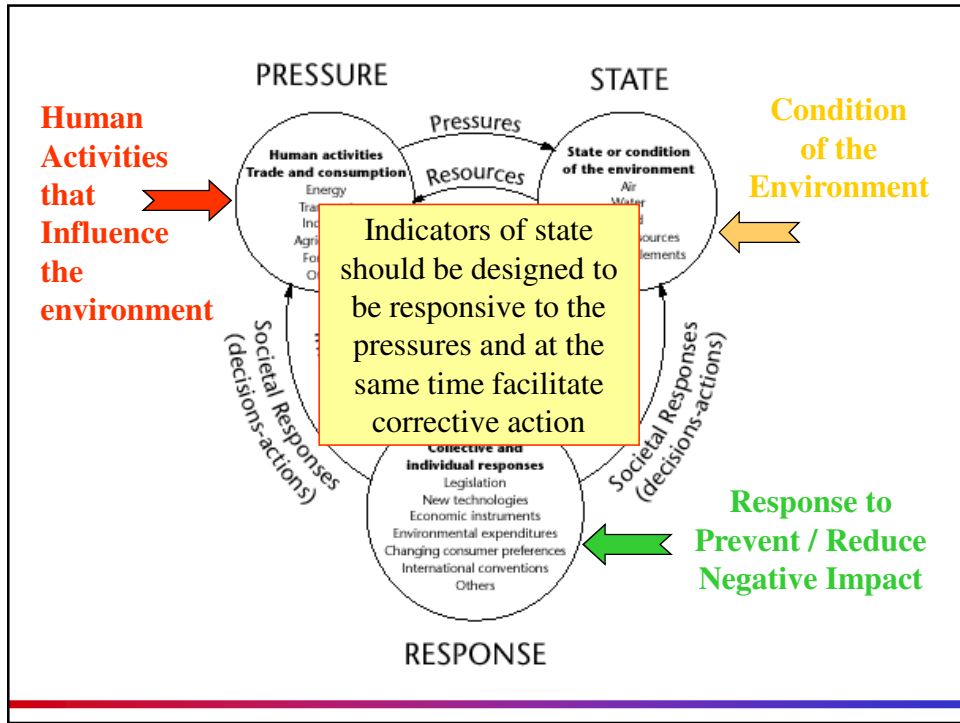 PRESSURE
STATE
Human
Activities
that
Influence
the
environment
Condition
of the
Environment
Pressures
Resources
Human activities
Trade and consumption
Energy
State or condition
of the environment
Air
Water
Indicators of state
should be designed to
be responsive to the
pressures and at the
same time facilitate
corrective action
Societal Responses
(decisions-actions)
Societal Responses
(decisions-actions)
Collective and
individual responses
Legislation
New technologies
Economic instruments
Environmental expenditures
Changing consumer preferences
International conventions
Others
Response to
Prevent / Reduce
Negative Impact
RESPONSE